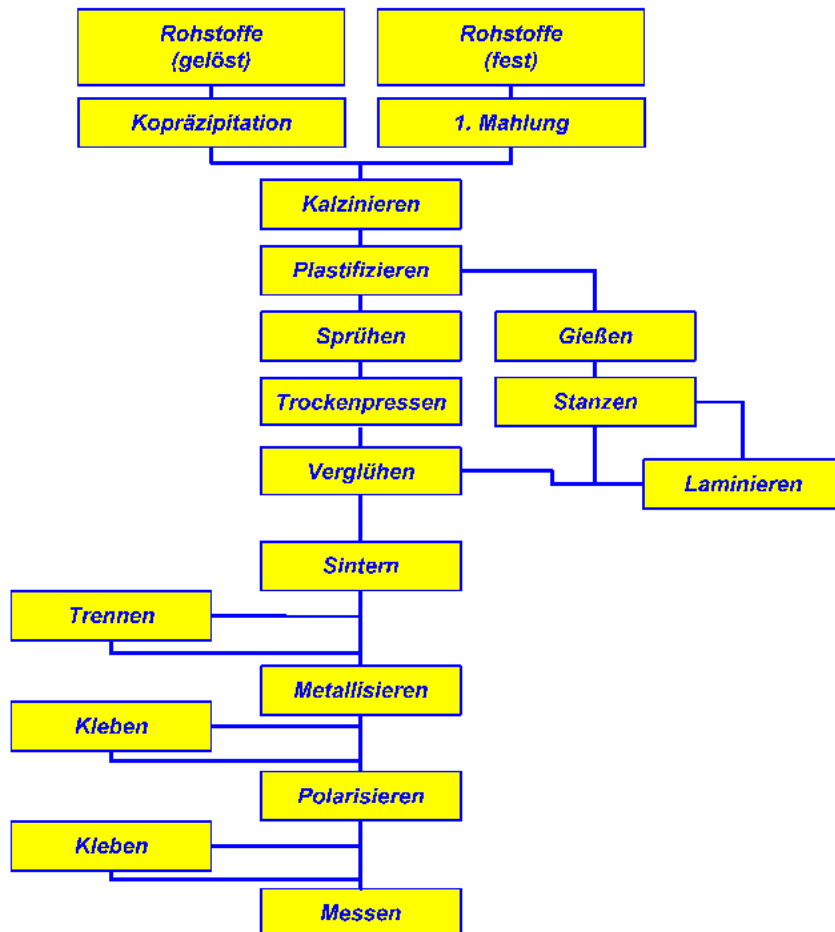 Rohstoffe
(gelöst)
Rohstoffe
(fest)
Kopräzipitation
1. Mahlung
Kalzinieren
Plastifizieren
Sprühen
Gießen
Trockenpressen
Stanzen
Verglühen
Laminieren
Sintern
Trennen
Metallisieren
Kleben
Polarisieren
Kleben
Messen